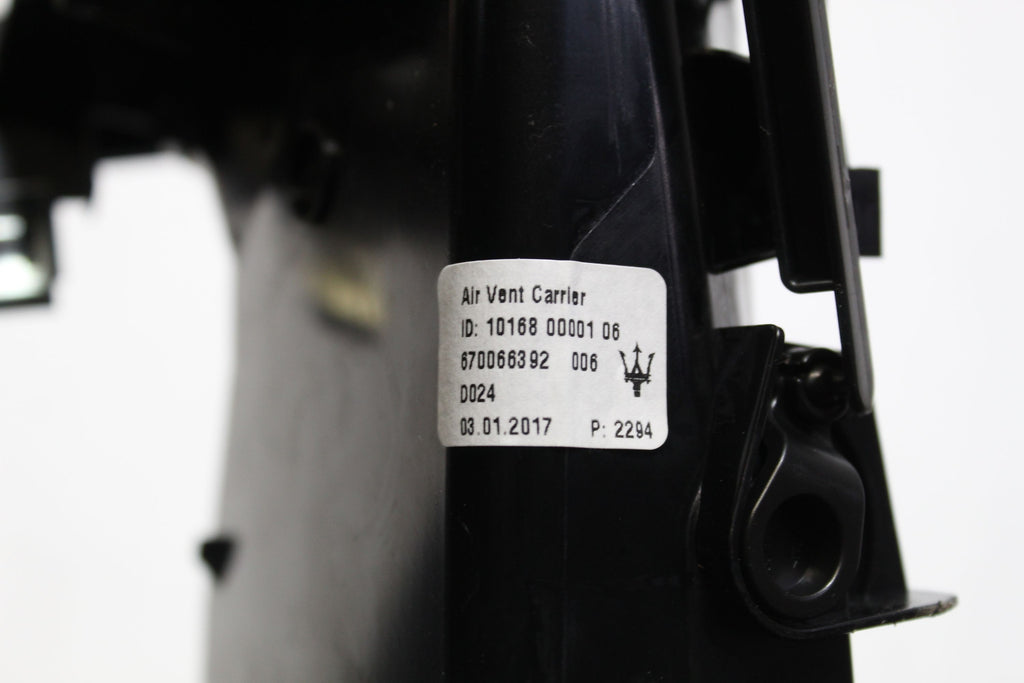 Air Vent Carrier
ID: 10168 00001 06
670066392 006
D024
03.01.2017 P: 2294